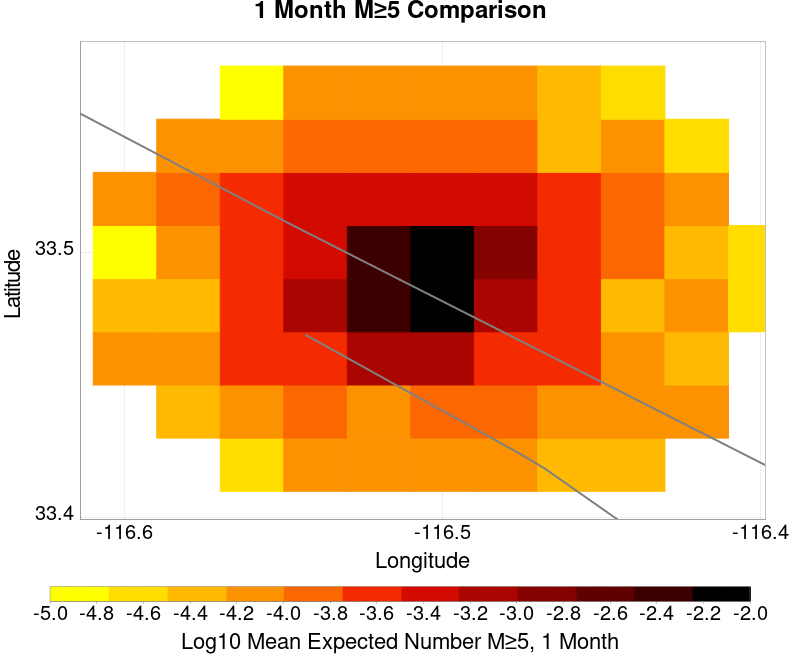 1 Month M≥5 Comparison
Latitude
33.5
33.4
-116.6 -116.5 -116.4
Longitude
-5.0 -4.8 -4.6 -4.4 -4.2 -4.0 -3.8 -3.6 -3.4 -3.2 -3.0 -2.8 -2.6 -2.4 -2.2 -2.0
Log10 Mean Expected Number M≥5, 1 Month